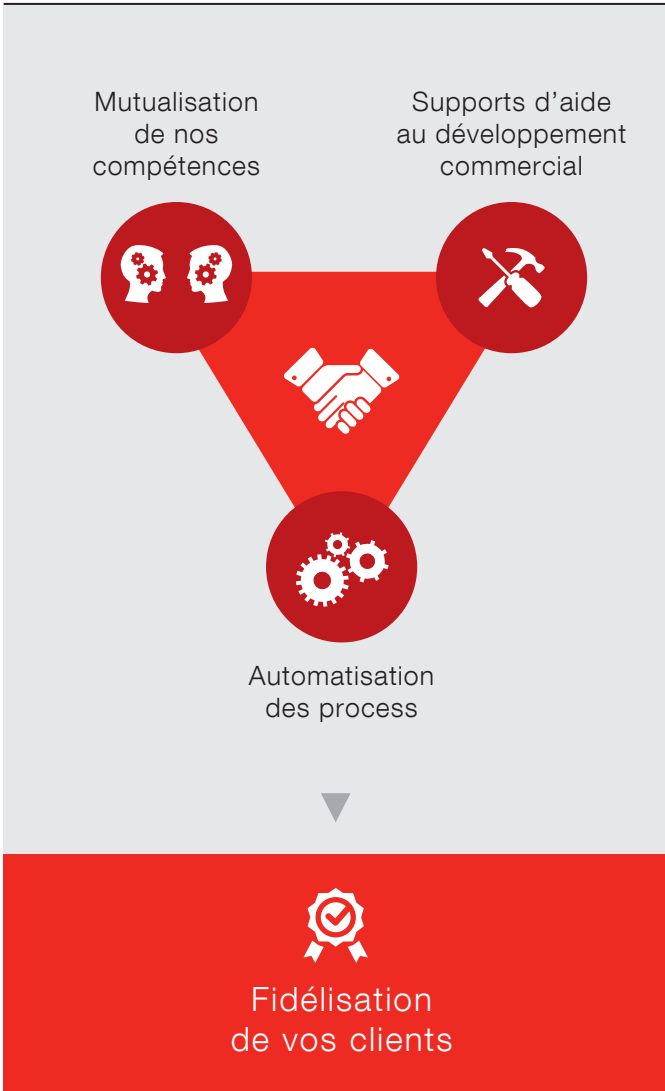 Mutualisation
de nos
compétences
Supports d’aide
au développement
commercial
Automatisation
des process
Fidélisation
de vos clients